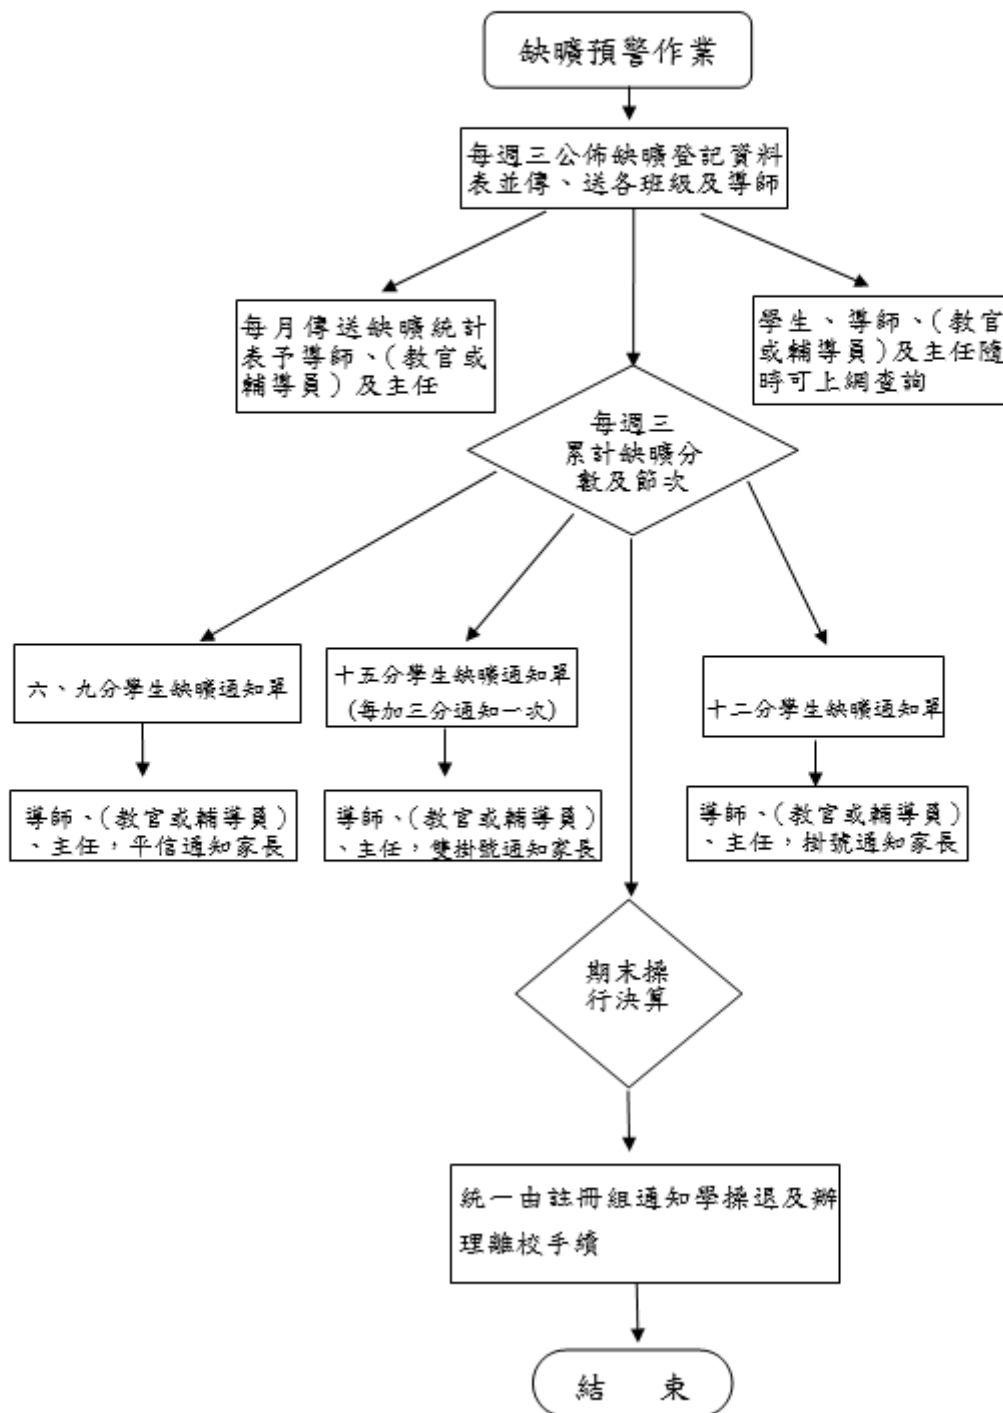 缺曠預警作業
每週三公佈缺曠登記資料
表並傳、送各班級及導師
每月傳送缺曠統計
表予導師、(教官或
輔導員)及主任
學生、導師、(教官
或輔導員)及主任隨
時可上網查詢
每週三
累計缺曠分
數及節次
六、九分學生缺曠通知單
十五分學生缺曠通知單
(每加三分通知一次)
十二分學生缺曠通知單
導師、(教官或輔導員)
、主任，平信通知家長
導師、(教官或輔導員)
、主任，雙掛號通知家長
導師、(教官或輔導員)
、主任，掛號通知家長
期末操
行決算
統一由註冊組通知學操退及辦
理離校手續
結 束